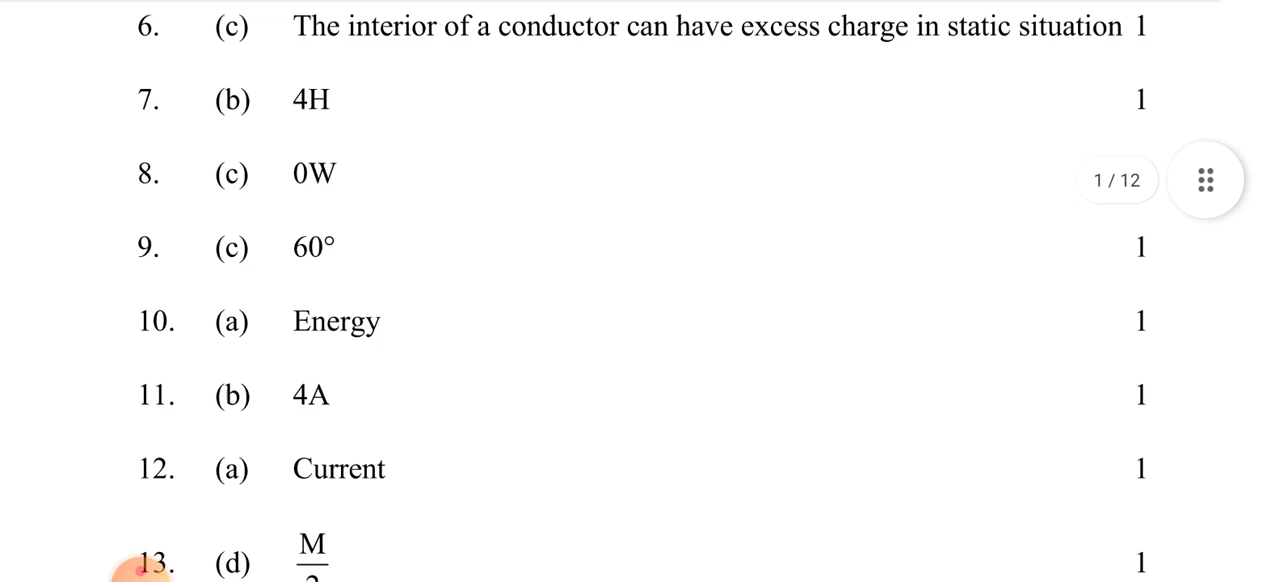 6. (c) The interior of a conductor can have excess charge in static situation 1
7. (b) 4H 1
8. (c) 0W
1 / 12
9. (c) 60° 1
10. (a) Energy 1
11. (b) 4A 1
12. (a) Current 1
13. (d) M 1